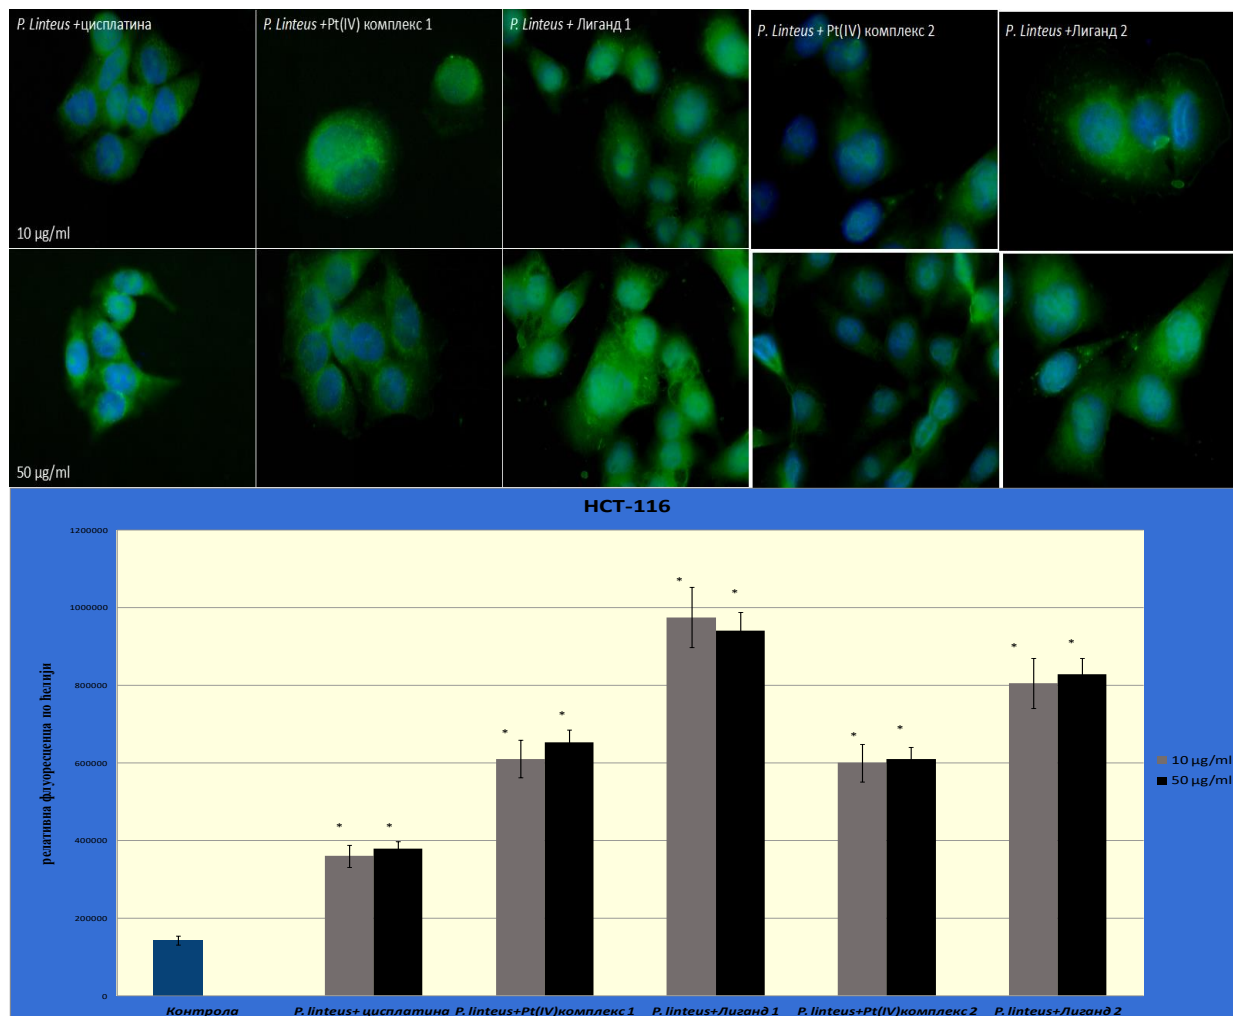 P. Linteus +цисплатина
P. Linteus +Pt(IV) комплекс 1
P. Linteus + Лиганд 1
P. Linteus + Pt(IV) комплекс 2
P. Linteus +Лиганд 2
10 µg/ml
50 µg/ml
HCT-116
1200000
1000000
800000
600000
400000
200000
0
релативна флуоресценца по ћелији
* * * * * * * * * *
10 µg/ml
50 µg/ml
Контрола
P. linteus+ цисплатина
P. linteus+Pt(IV)комплекс 1
P. linteus+Лиганд 1
P. linteus+Pt(IV)комплекс 2
P. linteus+Лиганд 2